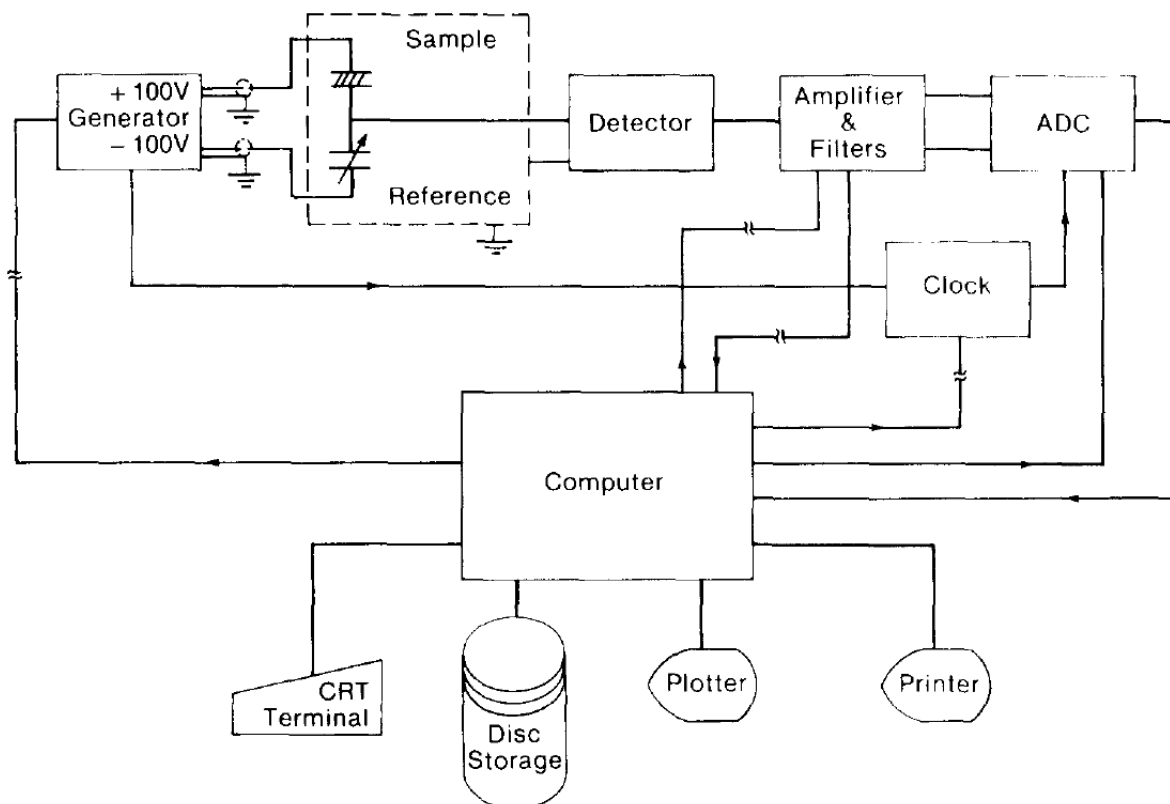 Sample
+ 100V
Generator
− 100V
Reference
Detector
Amplifier
&
Filters
ADC
Clock
Computer
CRT
Terminal
Disc
Storage
Plotter
Printer